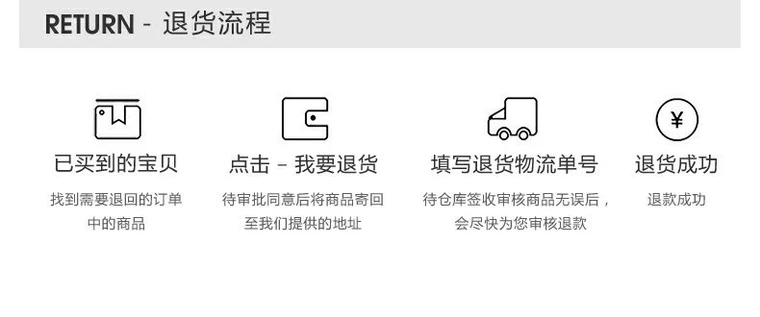 RETURN - 退货流程
已买到的宝贝
找到需要退回的订单
中的商品
点击 – 我要退货
待审批同意后将商品寄回
至我们提供的地址
填写退货物流单号
待仓库签收审核商品无误后，
会尽快为您审核退款
¥
退货成功
退款成功